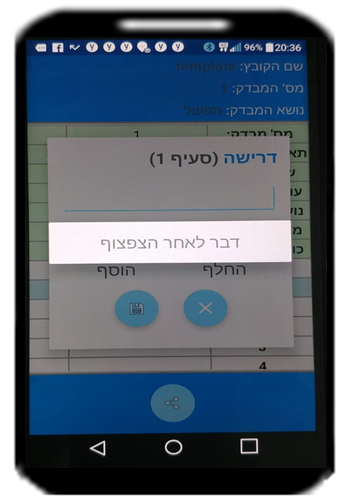 96% 20:36
שם הקובץ: template
מס' המבדק: 1
נושא המבדק: תפעול
מס' מבדק: 1
דרישה (סעיף 1)
דבר לאחר הצפצוף
החלף הוסף
4